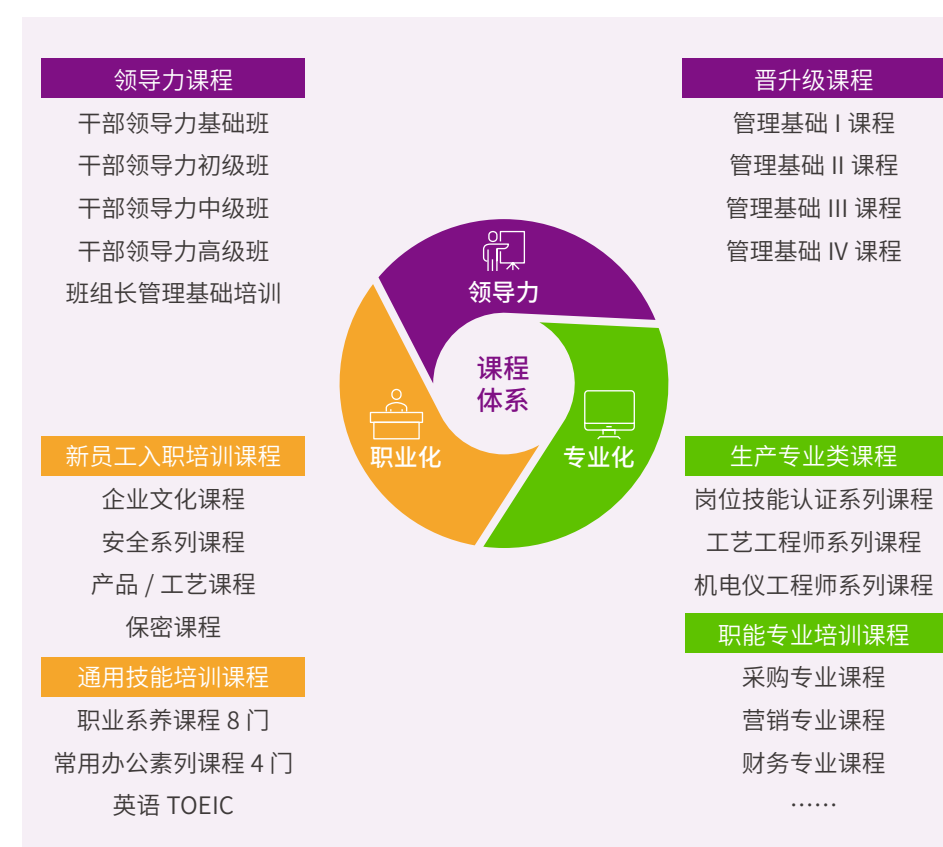 领导力课程
干部领导力基础班
干部领导力初级班
干部领导力中级班
干部领导力高级班
班组长管理基础培训
晋升级课程
管理基础 I 课程
管理基础 II 课程
管理基础 III 课程
管理基础 IV 课程
领导力
课程
体系
职业化
专业化
新员工入职培训课程
企业文化课程
安全系列课程
产品 / 工艺课程
保密课程
通用技能培训课程
职业系养课程 8 门
常用办公素列课程 4 门
英语 TOEIC
生产专业类课程
岗位技能认证系列课程
工艺工程师系列课程
机电仪工程师系列课程
职能专业培训课程
采购专业课程
营销专业课程
财务专业课程
……